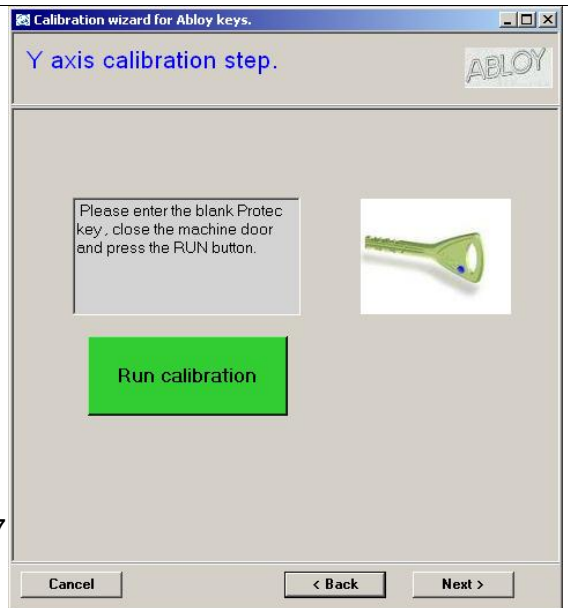 Calibration wizard for Abloy keys.
Y axis calibration step.
ABLOY
Please enter the blank Protec
key , close the machine door
and press the RUN button.
Run calibration
7
Cancel
< Back
Next >